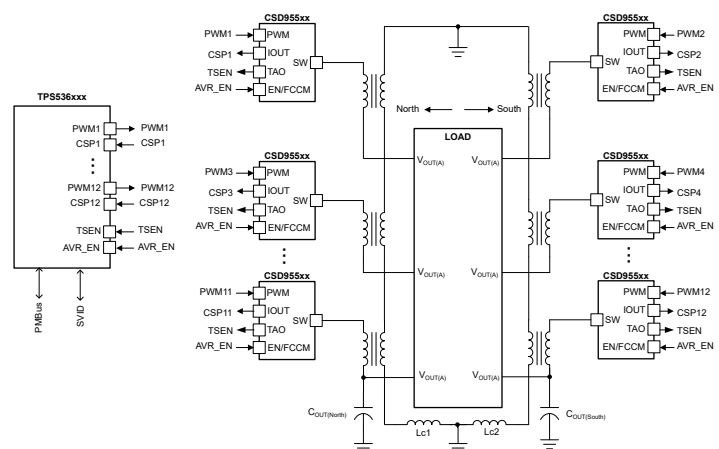 TPS536xxx
PWM1 PWM1
CSP1 CSP1
PWM12 PWM12
CSP12 CSP12
TSEN TSEN
AVR_EN AVR_EN
PMBus
SVID
CSD955xx
PWM1 PWM
CSP1 IOUT
TSEN TAO
AVR_EN EN/FCCM
SW
CSD955xx
PWM3 PWM
CSP3 IOUT
TSEN TAO
AVR_EN EN/FCCM
SW
CSD955xx
PWM11 PWM
CSP11 IOUT
TSEN TAO
AVR_EN EN/FCCM
SW
North South
LOAD
VOUT(A) VOUT(A)
VOUT(A) VOUT(A)
VOUT(A) VOUT(A)
COUT(North)
COUT(South)
Lc1 Lc2
CSD955xx
PWM PWM2
IOUT CSP2
TAO TSEN
EN/FCCM AVR_EN
SW
CSD955xx
PWM PWM4
IOUT CSP4
TAO TSEN
EN/FCCM AVR_EN
SW
CSD955xx
PWM PWM12
IOUT CSP12
TAO TSEN
EN/FCCM AVR_EN
SW